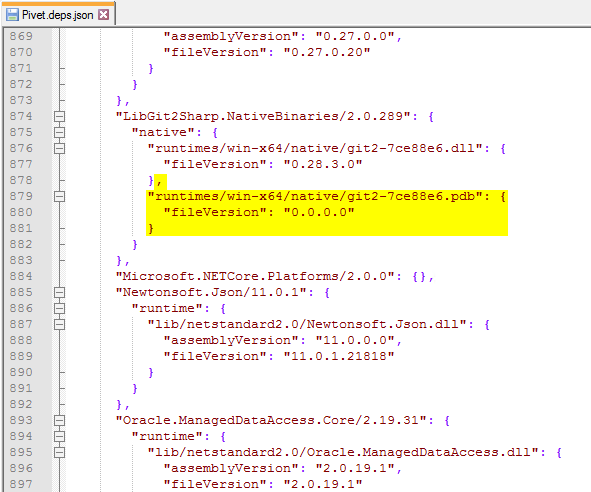 Pivet.deps.json
869 "assemblyVersion": "0.27.0.0",
870 "fileVersion": "0.27.0.20"
871 }
872 }
873 },
874 "LibGit2Sharp.NativeBinaries/2.0.289": {
875 "native": {
876 "runtimes/win-x64/native/git2-7ce88e6.dll": {
877 "fileVersion": "0.28.3.0"
878 },
879 "runtimes/win-x64/native/git2-7ce88e6.pdb": {
880 "fileVersion": "0.0.0.0"
881 }
882 }
883 },
884 "Microsoft.NETCore.Platforms/2.0.0": {},
885 "Newtonsoft.Json/11.0.1": {
886 "runtime": {
887 "lib/netstandard2.0/Newtonsoft.Json.dll": {
888 "assemblyVersion": "11.0.0.0",
889 "fileVersion": "11.0.1.21818"
890 }
891 }
892 },
893 "Oracle.ManagedDataAccess.Core/2.19.31": {
894 "runtime": {
895 "lib/netstandard2.0/Oracle.ManagedDataAccess.dll": {
896 "assemblyVersion": "2.0.19.1",
897 "fileVersion": "2.0.19.1"